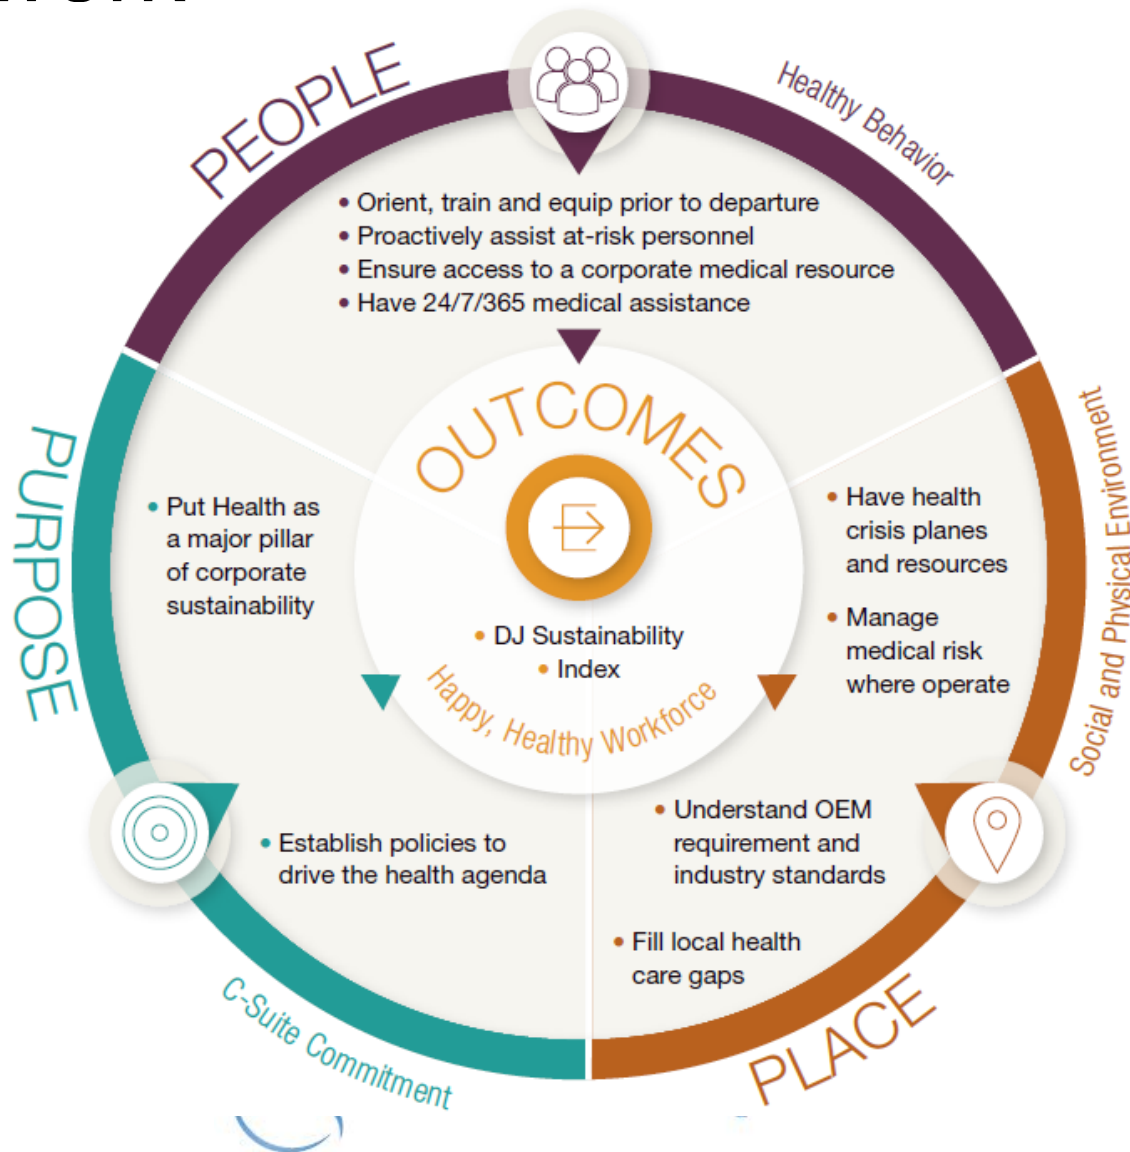 PEOPLE
Healthy Behavior
• Orient, train and equip prior to departure
• Proactively assist at-risk personnel
• Ensure access to a corporate medical resource
• Have 24/7/365 medical assistance
OUTCOMES
• DJ Sustainability
• Index
Happy, Healthy Workforce
PURPOSE
• Put Health as
a major pillar
of corporate
sustainability
• Establish policies to
drive the health agenda
C-Suite Commitment
Social and Physical Environment
• Have health
crisis planes
and resources
• Manage
medical risk
where operate
• Understand OEM
requirement and
industry standards
• Fill local health
care gaps
PLACE